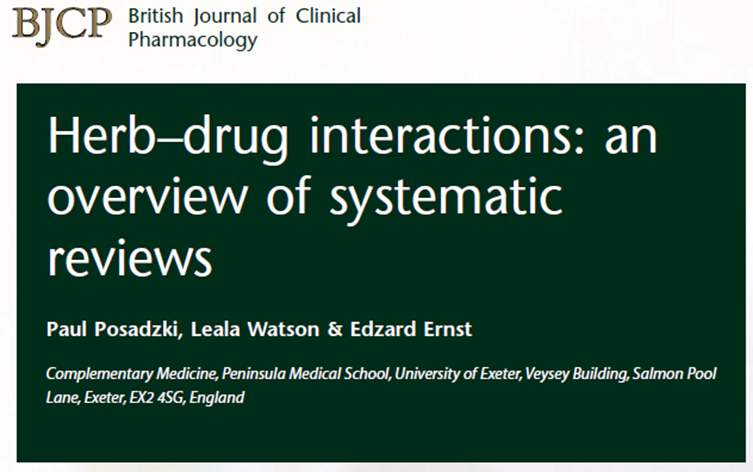 BJCP British Journal of Clinical
Pharmacology
Herb–drug interactions: an
overview of systematic
reviews
Paul Posadzki, Leala Watson & Edzard Ernst
Complementary Medicine, Peninsula Medical School, University of Exeter, Veysey Building, Salmon Pool
Lane, Exeter, EX2 4SG, England